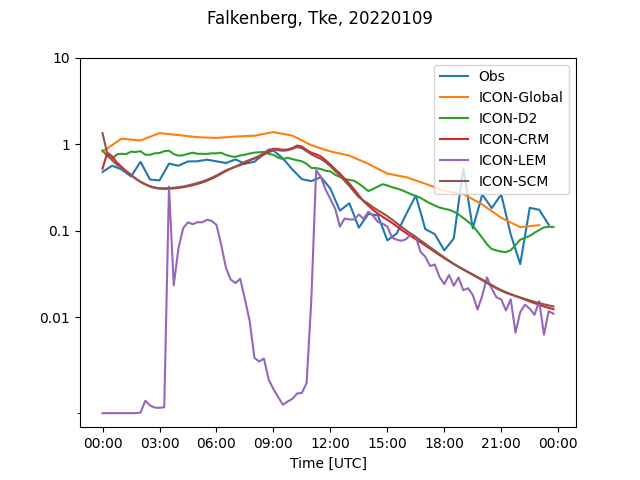 Falkenberg, Tke, 20220109
10
1
0.1
0.01
Obs
ICON-Global
ICON-D2
ICON-CRM
ICON-LEM
ICON-SCM
00:00 03:00 06:00 09:00 12:00 15:00 18:00 21:00 00:00
Time [UTC]